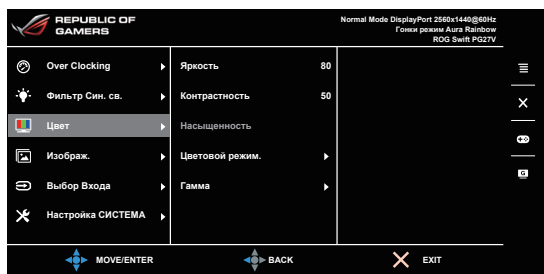 REPUBLIC OF
GAMERS
Normal Mode DisplayPort 2560x1440@60Hz
Гонки режим Aura Rainbow
ROG Swift PG27V
Over Clocking
Яркость 80
Фильтр Син. св.
Контрастность 50
Цвет
Насыщенность
Изображ.
Цветовой режим.
Выбор Входа
Гамма
Настройка СИСТЕМА
MOVE/ENTER BACK EXIT
G